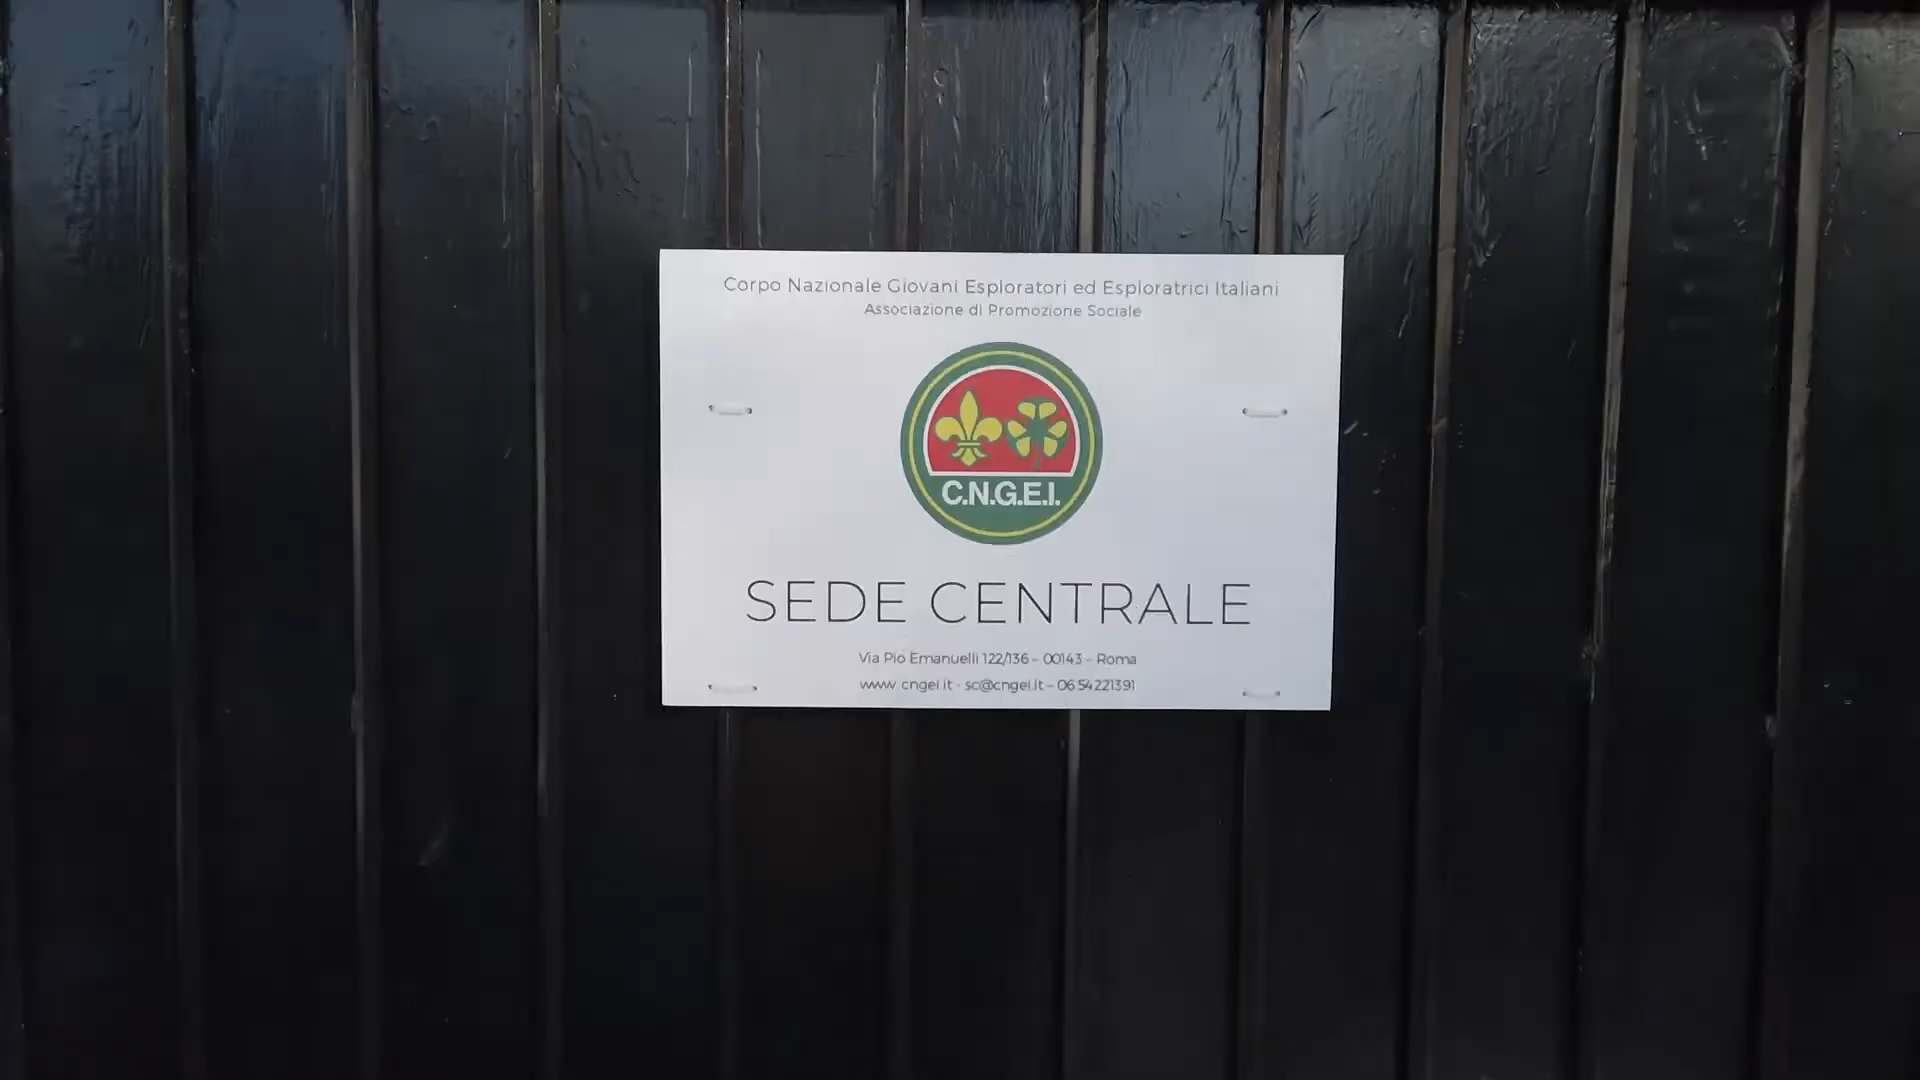 Corpo Nazionale Giovani Esploratori ed Esploratrici Italiani
Associazione di Promozione Sociale
C.N.G.E.I.
SEDE CENTRALE
Via Pio Emanuelli 122/136 – 00143 – Roma
www.cngei.it - sc@cngei.it – 06 54221391